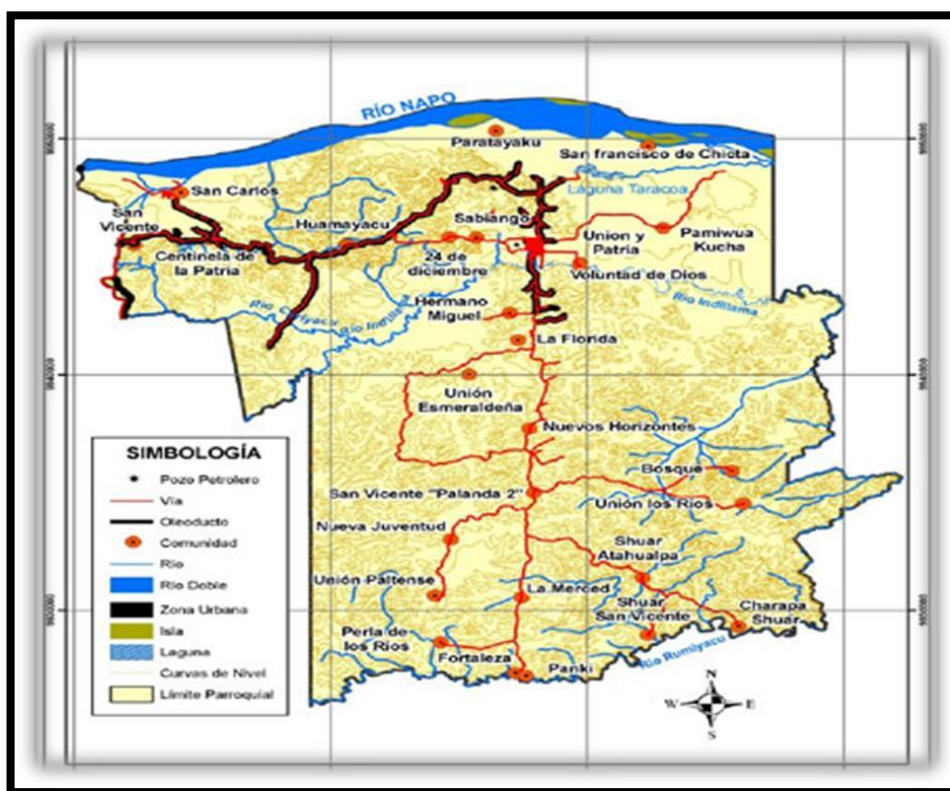 RÍO NAPO
Paratayaku
San francisco de Chicta
Laguna Taracoa
San Carlos
San
Vicente
Huamayacu
Sabiango
Union y
Patria
Pamiwua
Kucha
Centinela de
la Patria
24 de
diciembre
Voluntad de Dios
Río Indillama
Hermano
Miguel
La Florida
Unión
Esmeraldeña
Nuevos Horizontes
Bosque
San Vicente "Palanda 2"
Unión los Ríos
Nueva Juventud
Shuar
Atahualpa
Unión Paltense
La Merced
Shuar
San Vicente
Charapa
Shuar
Perla de
los Ríos
Fortaleza
Panki
Río Rumiyacu
SIMBOLOGÍA
Pozo Petrolero
Vía
Oleoducto
Comunidad
Río
Río Doble
Zona Urbana
Isla
Laguna
Curvas de Nivel
Límite Parroquial
N
W
E
S